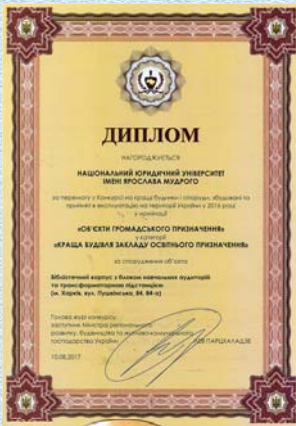 ДИПЛОМ
НАГОРОДЖУЄТЬСЯ
НАЦІОНАЛЬНИЙ ЮРИДИЧНИЙ УНІВЕРСИТЕТ
ІМЕНІ ЯРОСЛАВА МУДРОГО
за перемогу у Конкурсі на кращі будинки і споруди, збудовані та
прийняті в експлуатацію на території України у 2016 році
у номінації
«ОБ'ЄКТИ ГРОМАДСЬКОГО ПРИЗНАЧЕННЯ»
у категорії
«КРАЩА БУДІВЛЯ ЗАКЛАДУ ОСВІТНЬОГО ПРИЗНАЧЕННЯ»
за спорудження об'єкта
Бібліотечний корпус з блоком навчальних аудиторій
та трансформаторною підстанцією
(м. Харків, вул. Пушкінська, 84, 84-а)
Голова журі конкурсу,
заступник Міністра регіонального
розвитку, будівництва та житлово-комунального
господарства України
ЛЕВ ПАРЦХАЛАДЗЕ
10.08.2017